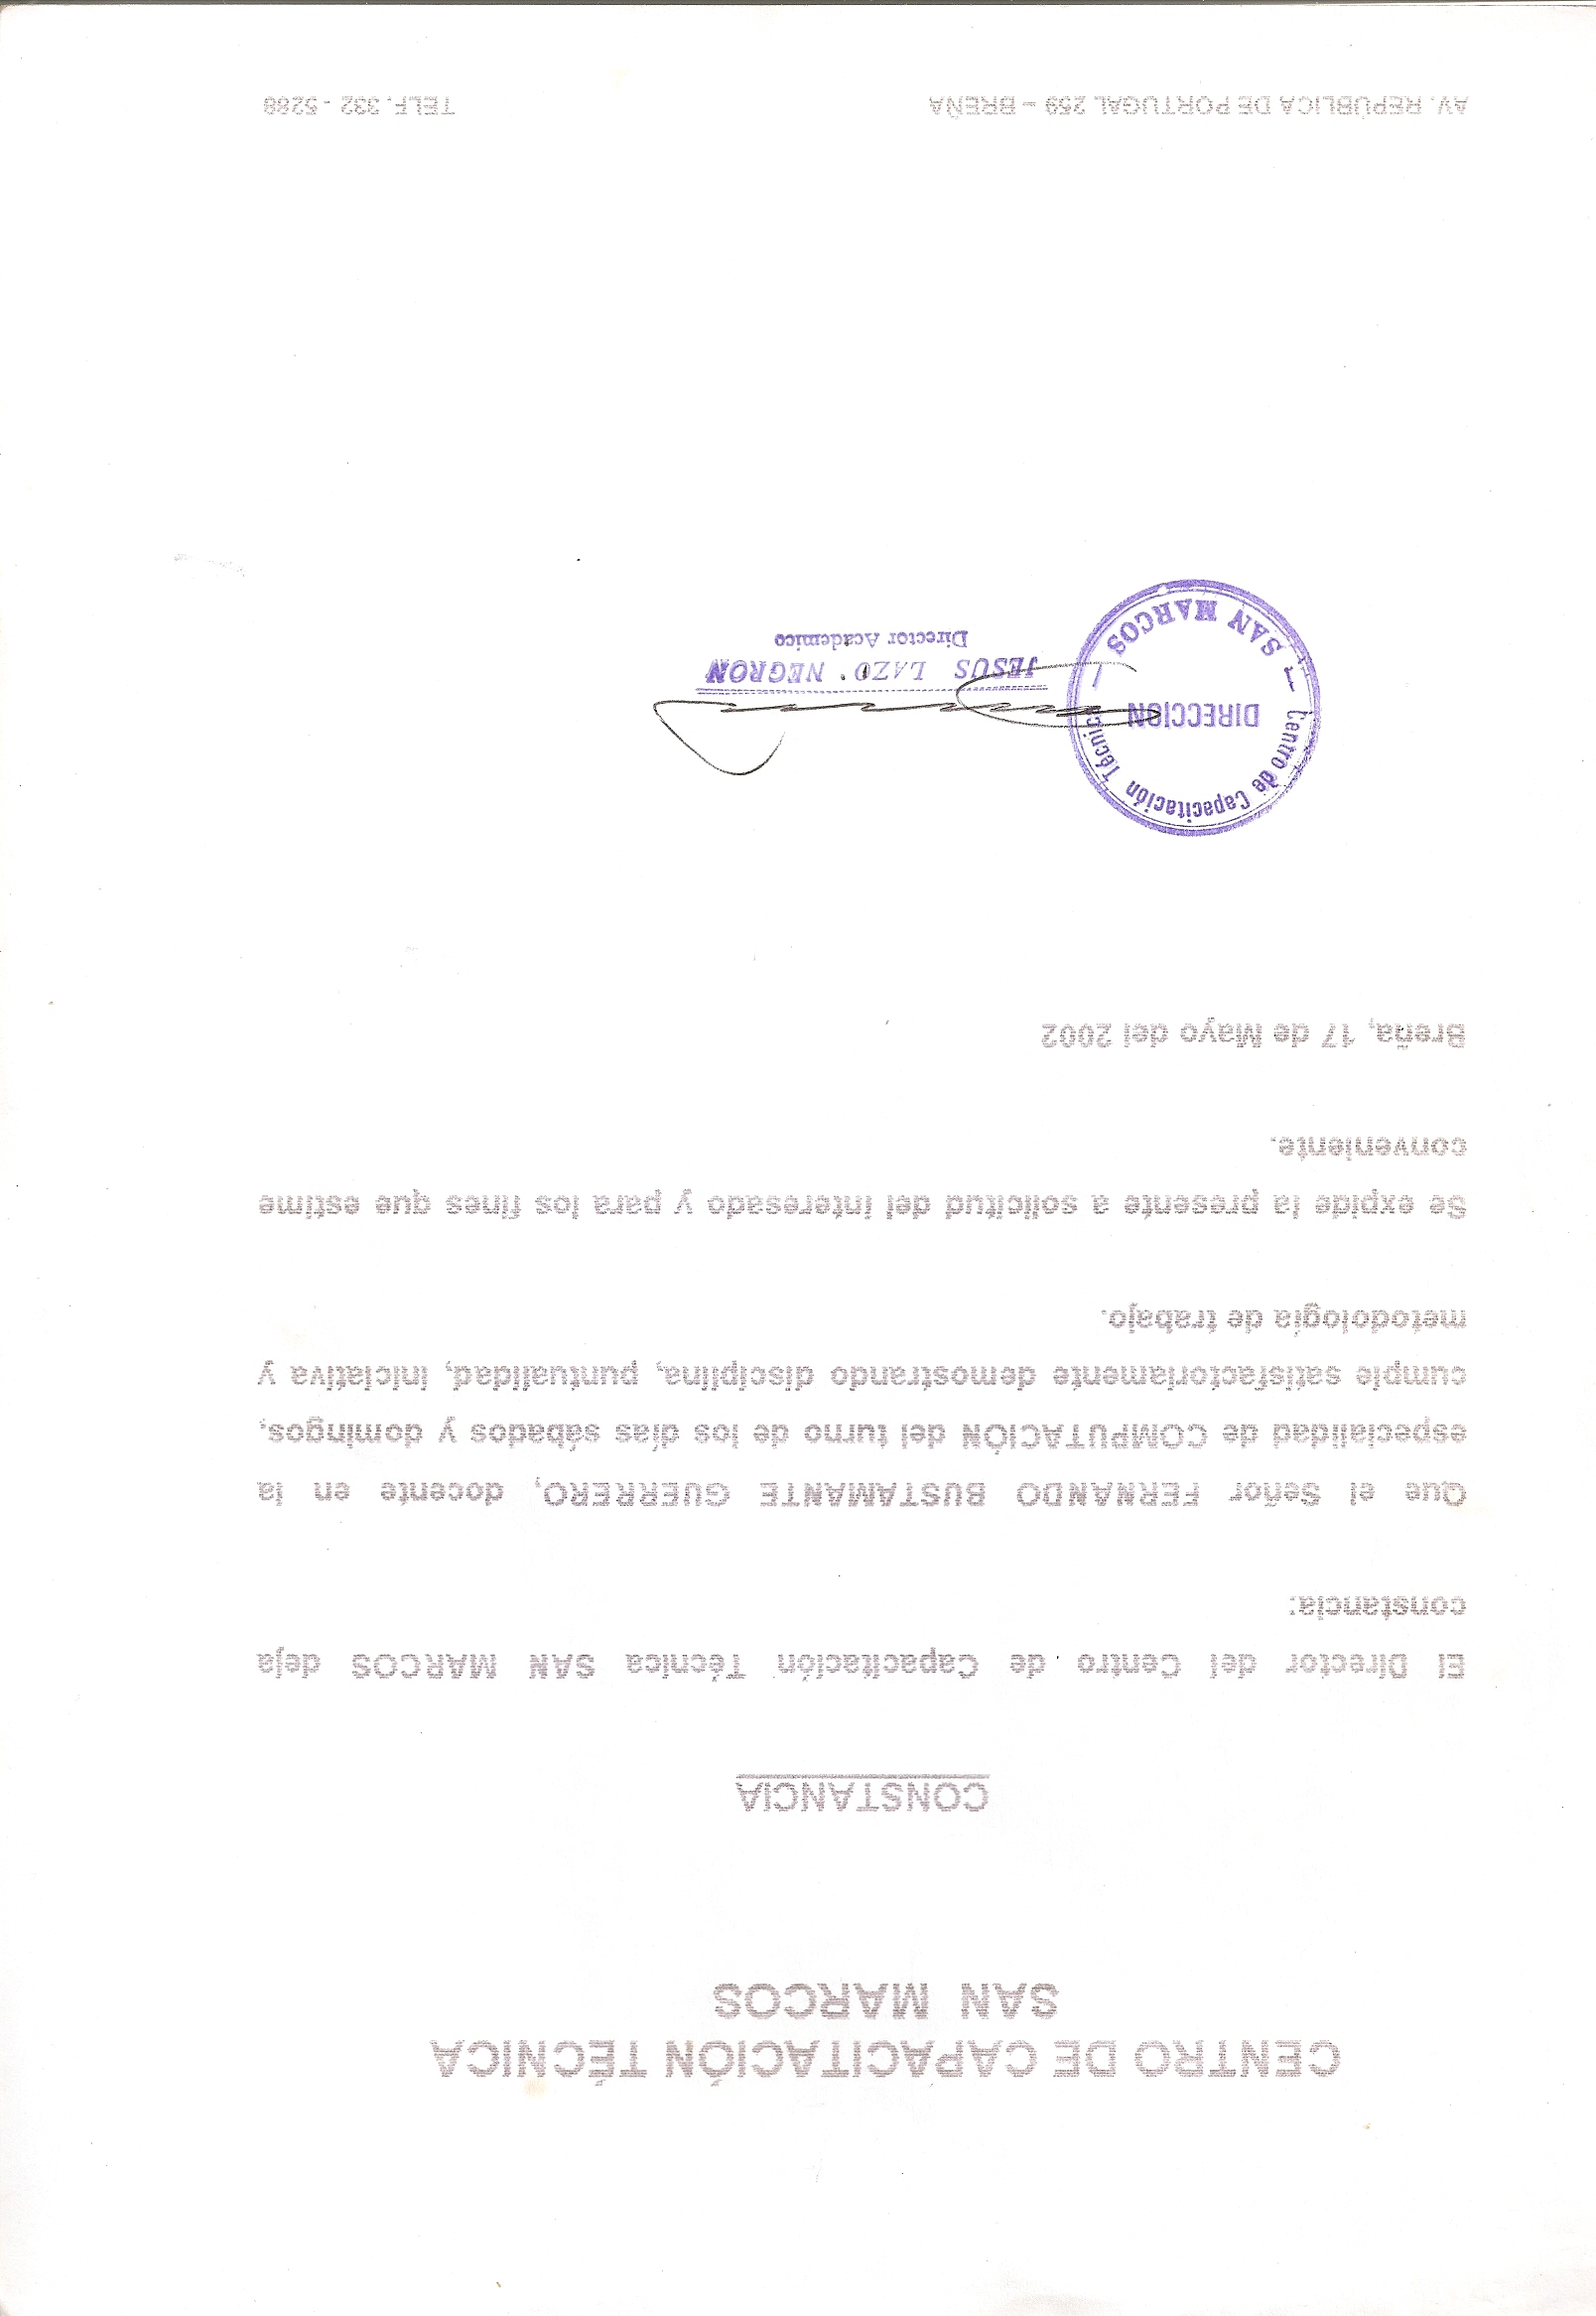 CENTRO DE CAPACITACIÓN TÉCNICA
SAN MARCOS
CONSTANCIA
El Director del Centro de Capacitación Técnica SAN MARCOS deja
constancia:
Que el Señor FERNANDO BUSTAMANTE GUERRERO, docente en la
especialidad de COMPUTACIÓN del turno de los días sábados y domingos,
cumple satisfactoriamente demostrando disciplina, puntualidad, iniciativa y
metodología de trabajo.
Se expide la presente a solicitud del interesado y para los fines que estime
conveniente.
Breña, 17 de Mayo del 2002
Centro de Capacitación Técnica
DIRECCION
SAN MARCOS
JESUS LAZO NEGRON
Director Academico
AV. REPÚBLICA DE PORTUGAL 259 – BREÑA TELF. 332 - 5288